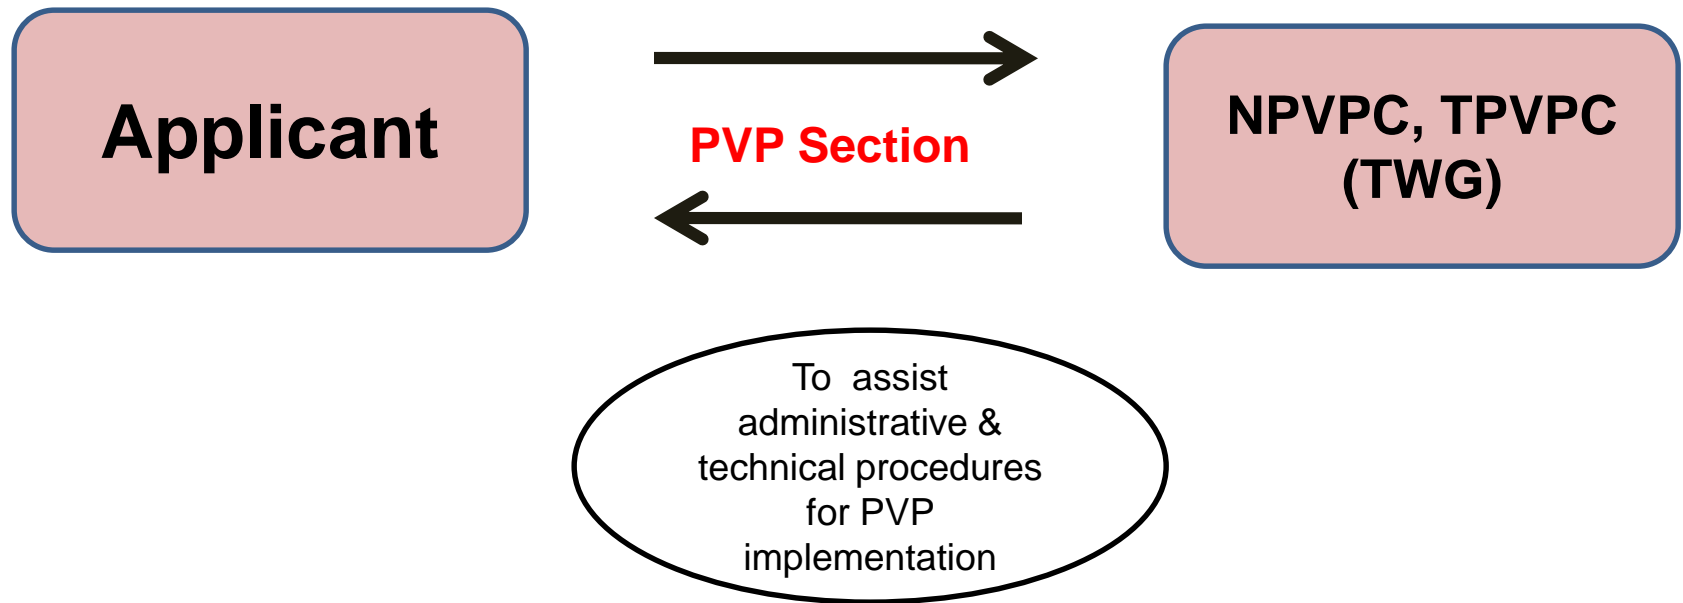 Applicant
PVP Section
NPVPC, TPVPC
(TWG)
To assist
administrative &
technical procedures
for PVP
implementation